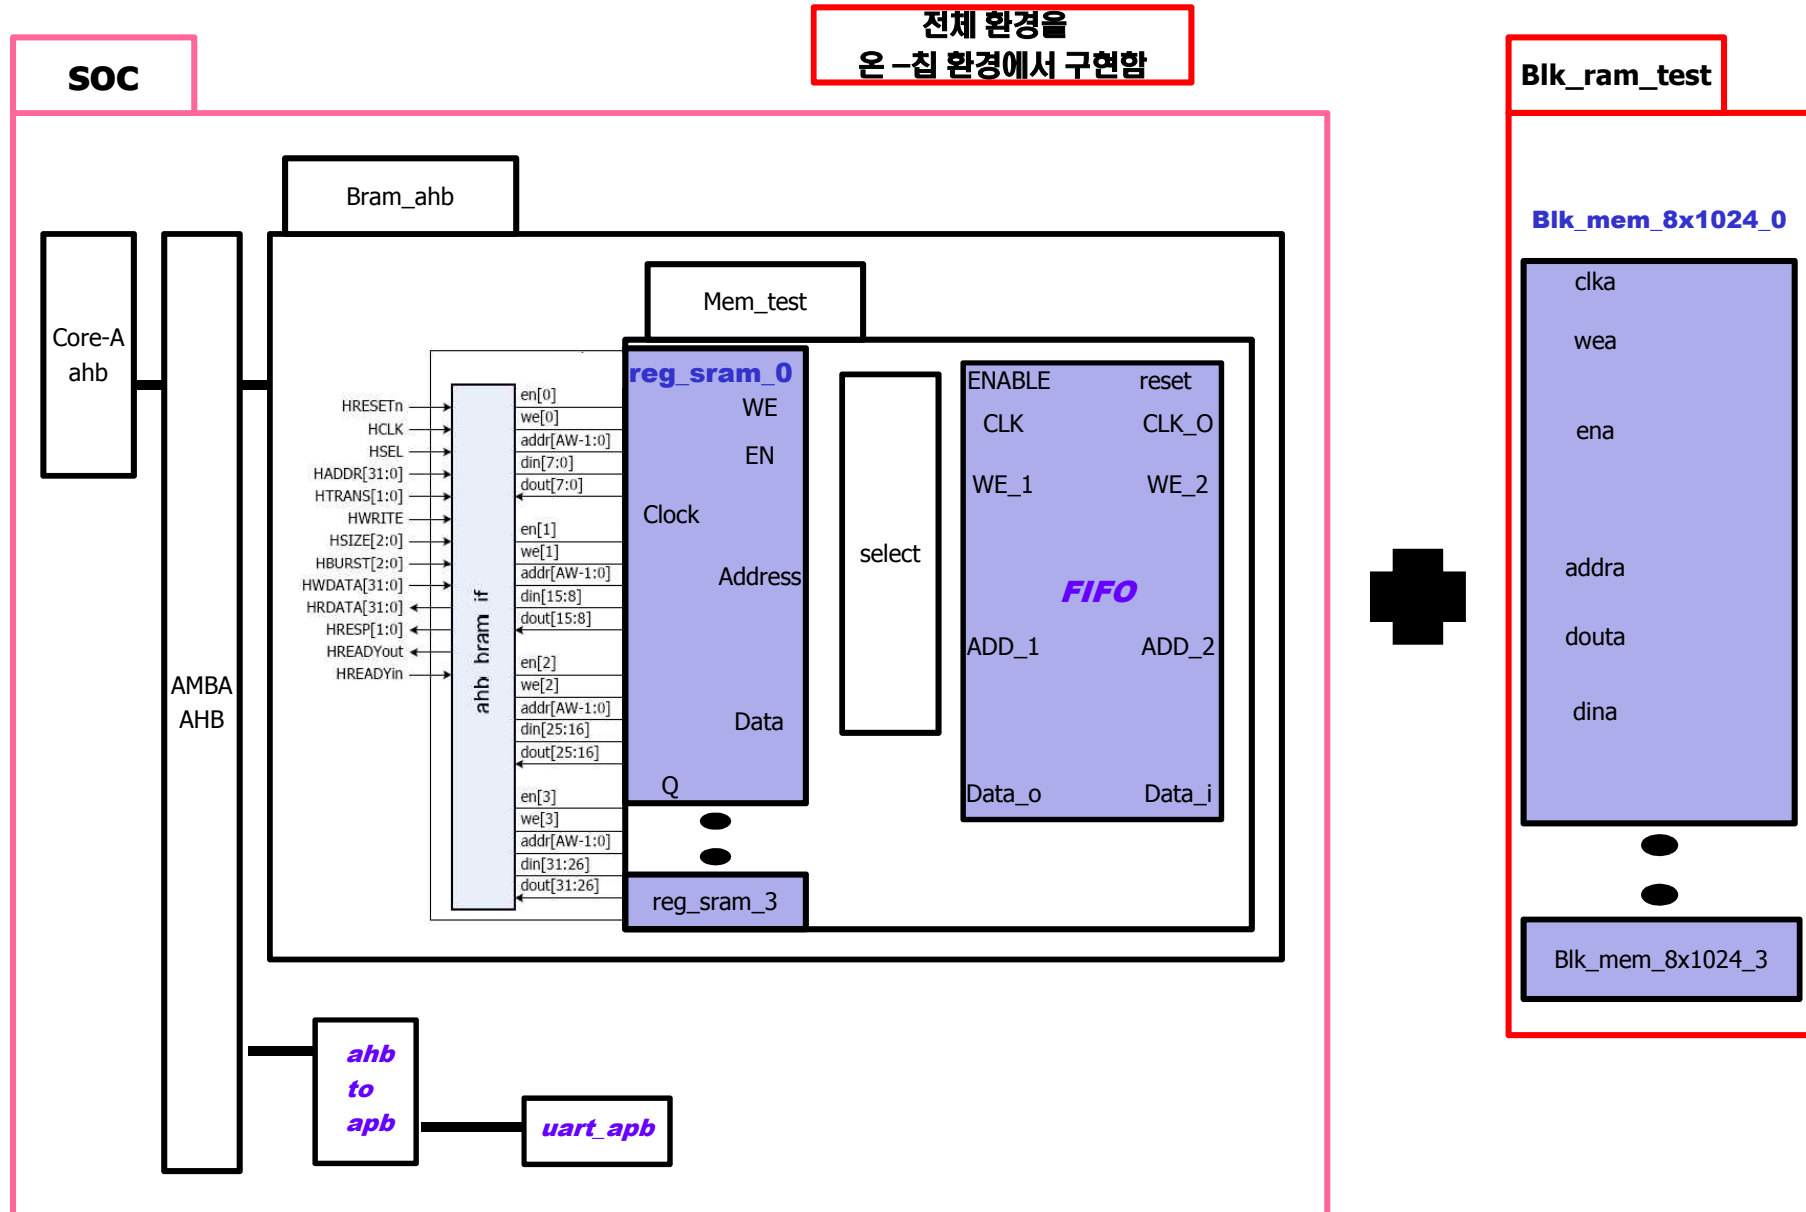 전체 환경을
온 –칩 환경에서 구현함
SOC
Blk_ram_test
Bram_ahb
Core-A
ahb
AMBA
AHB
Mem_test
HRESETn
HCLK
HSEL
HADDR[31:0]
HTRANS[1:0]
HWRITE
HSIZE[2:0]
HBURST[2:0]
HWDATA[31:0]
HRDATA[31:0]
HRESP[1:0]
HREADYout
HREADYin
ahb_bram_if
en[0]
we[0]
addr[AW-1:0]
din[7:0]
dout[7:0]
en[1]
we[1]
addr[AW-1:0]
din[15:8]
dout[15:8]
en[2]
we[2]
addr[AW-1:0]
din[25:16]
dout[25:16]
en[3]
we[3]
addr[AW-1:0]
din[31:26]
dout[31:26]
reg_sram_0
WE
EN
Clock
Address
Data
Q
reg_sram_3
select
ENABLE reset
CLK CLK_O
WE_1 WE_2
FIFO
ADD_1 ADD_2
Data_o Data_i
Blk_mem_8x1024_0
clka
wea
ena
addra
douta
dina
Blk_mem_8x1024_3
ahb
to
apb
uart_apb